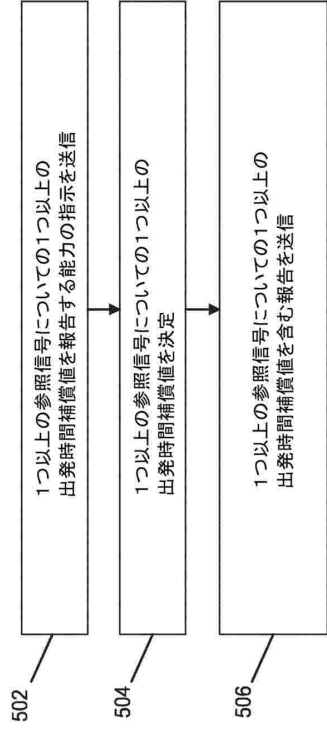 502
1つ以上の参照信号についての1つ以上の
出発時間補償値を報告する能力の指示を送信
504
1つ以上の参照信号についての1つ以上の
出発時間補償値を決定
506
1つ以上の参照信号についての1つ以上の
出発時間補償値を含む報告を送信